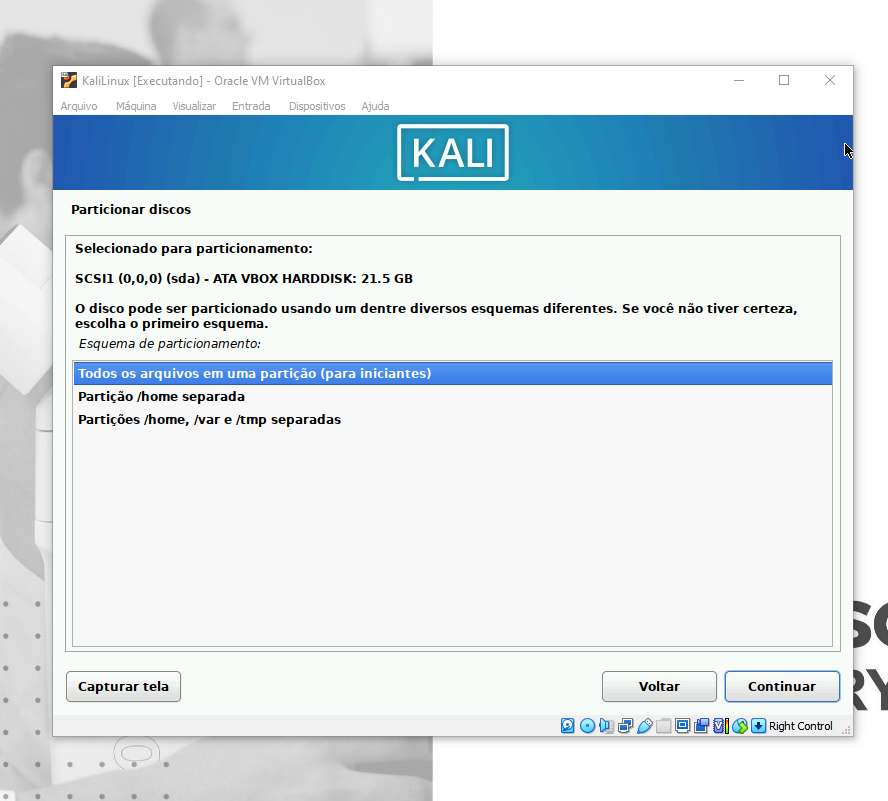 KaliLinux [Executando] - Oracle VM VirtualBox
Arquivo Máquina Visualizar Entrada Dispositivos Ajuda
KALI
Particionar discos
Selecionado para particionamento:
SCSI1 (0,0,0) (sda) - ATA VBOX HARDDISK: 21.5 GB
O disco pode ser particionado usando um dentre diversos esquemas diferentes. Se você não tiver certeza,
escolha o primeiro esquema.
Esquema de particionamento:
Todos os arquivos em uma partição (para iniciantes)
Partição /home separada
Partições /home, /var e /tmp separadas
Capturar tela Voltar Continuar
Right Control